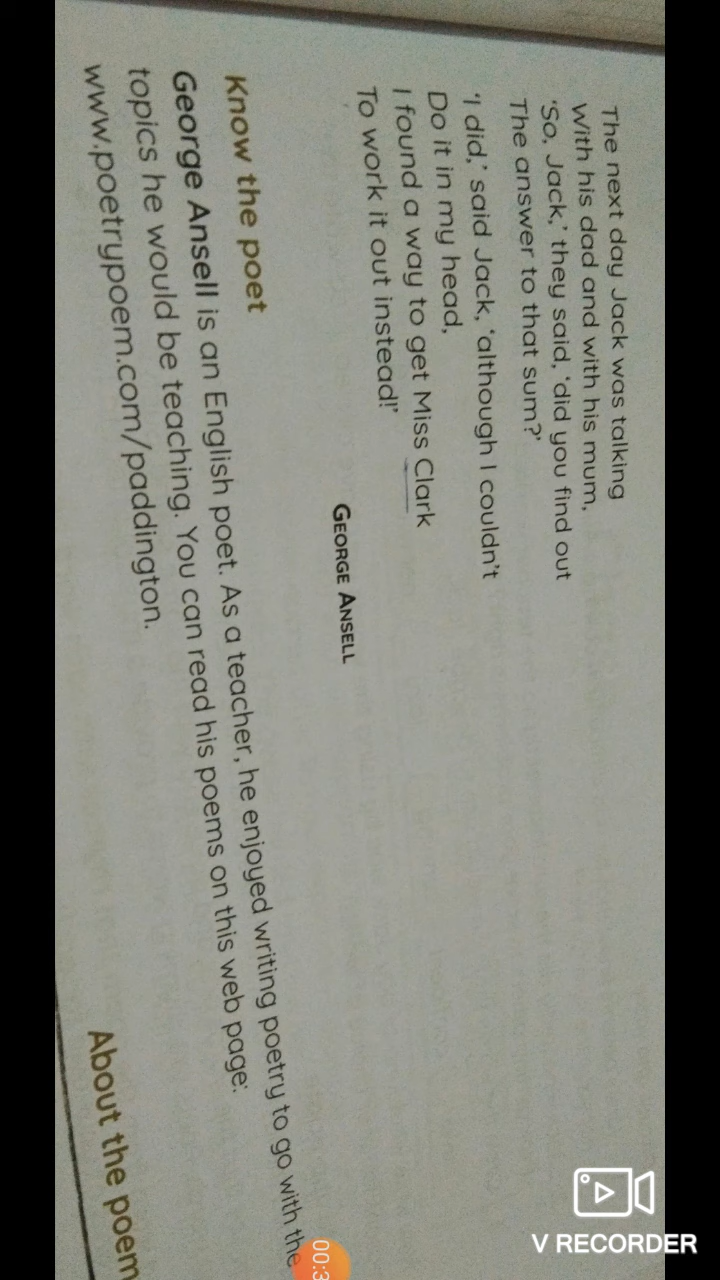 The next day Jack was talking
With his dad and with his mum,
'So, Jack,' they said, 'did you find out
The answer to that sum?'
'I did,' said Jack, 'although I couldn't
Do it in my head,
I found a way to get Miss Clark
To work it out instead!'
GEORGE ANSELL
Know the poet
George Ansell is an English poet. As a teacher, he enjoyed writing poetry to go with the
topics he would be teaching. You can read his poems on this web page:
www.poetrypoem.com/paddington.
About the poem
V RECORDER
00:3